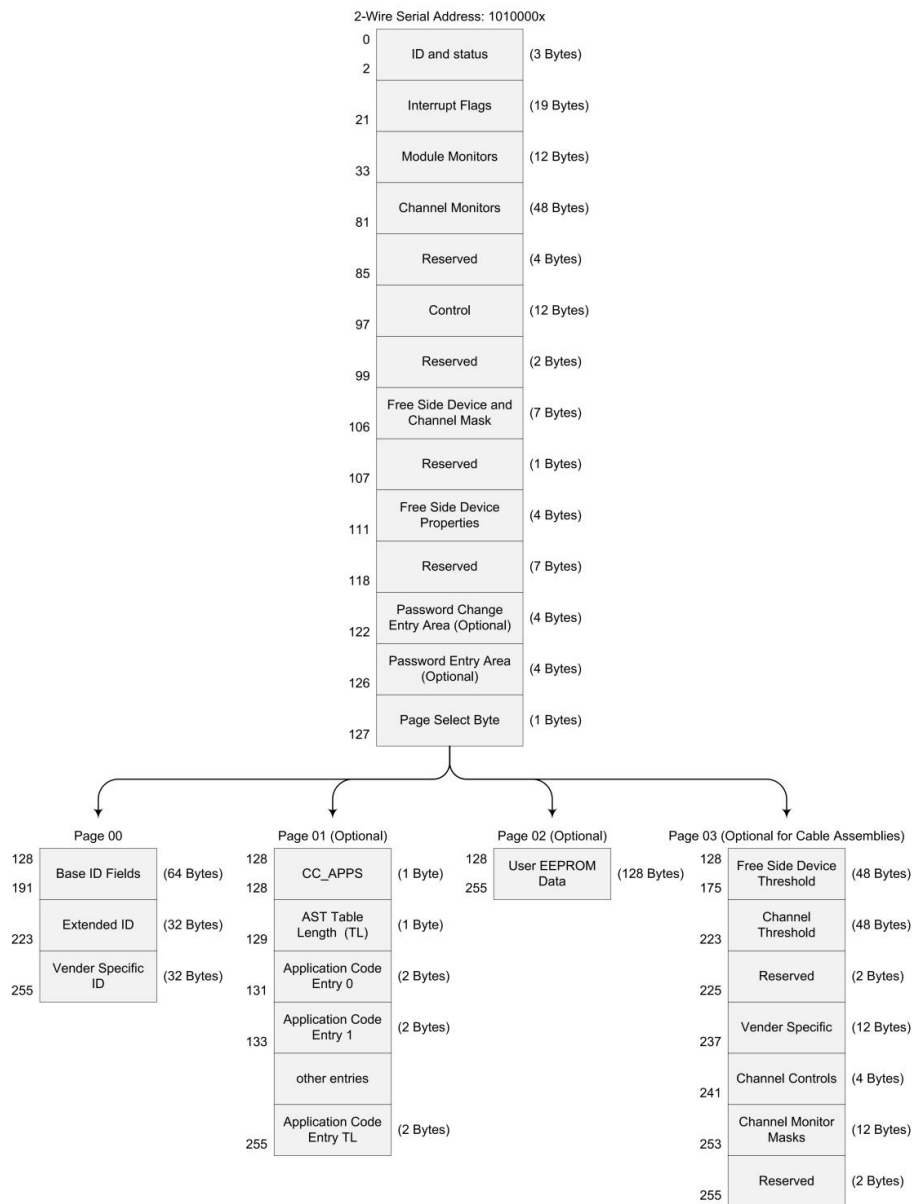 2-Wire Serial Address: 1010000x
0
ID and status
(3 Bytes)
2
Interrupt Flags
(19 Bytes)
21
Module Monitors
(12 Bytes)
33
Channel Monitors
(48 Bytes)
81
Reserved
(4 Bytes)
85
Control
(12 Bytes)
97
Reserved
(2 Bytes)
99
Free Side Device and
Channel Mask
(7 Bytes)
106
Reserved
(1 Bytes)
107
Free Side Device
Properties
(4 Bytes)
111
Reserved
(7 Bytes)
118
Password Change
Entry Area (Optional)
(4 Bytes)
122
Password Entry Area
(Optional)
(4 Bytes)
126
Page Select Byte
(1 Bytes)
127
Page 00
128
Base ID Fields
(64 Bytes)
191
Extended ID
(32 Bytes)
223
Vender Specific
ID
(32 Bytes)
255
Page 01 (Optional)
128
CC_APPS
(1 Byte)
128
AST Table
Length (TL)
(1 Byte)
129
Application Code
Entry 0
(2 Bytes)
131
Application Code
Entry 1
(2 Bytes)
133
other entries
Application Code
Entry TL
(2 Bytes)
255
Page 02 (Optional)
128
User EEPROM
Data
(128 Bytes)
255
Page 03 (Optional for Cable Assemblies)
128
Free Side Device
Threshold
(48 Bytes)
175
Channel
Threshold
(48 Bytes)
223
Reserved
(2 Bytes)
225
Vender Specific
(12 Bytes)
237
Channel Controls
(4 Bytes)
241
Channel Monitor
Masks
(12 Bytes)
253
Reserved
(2 Bytes)
255